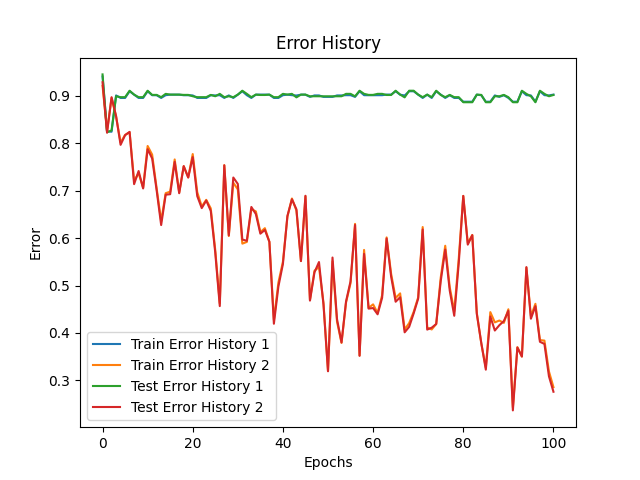 Error History
Error
0.9
0.8
0.7
0.6
0.5
0.4
0.3
Train Error History 1
Train Error History 2
Test Error History 1
Test Error History 2
0 20 40 60 80 100
Epochs